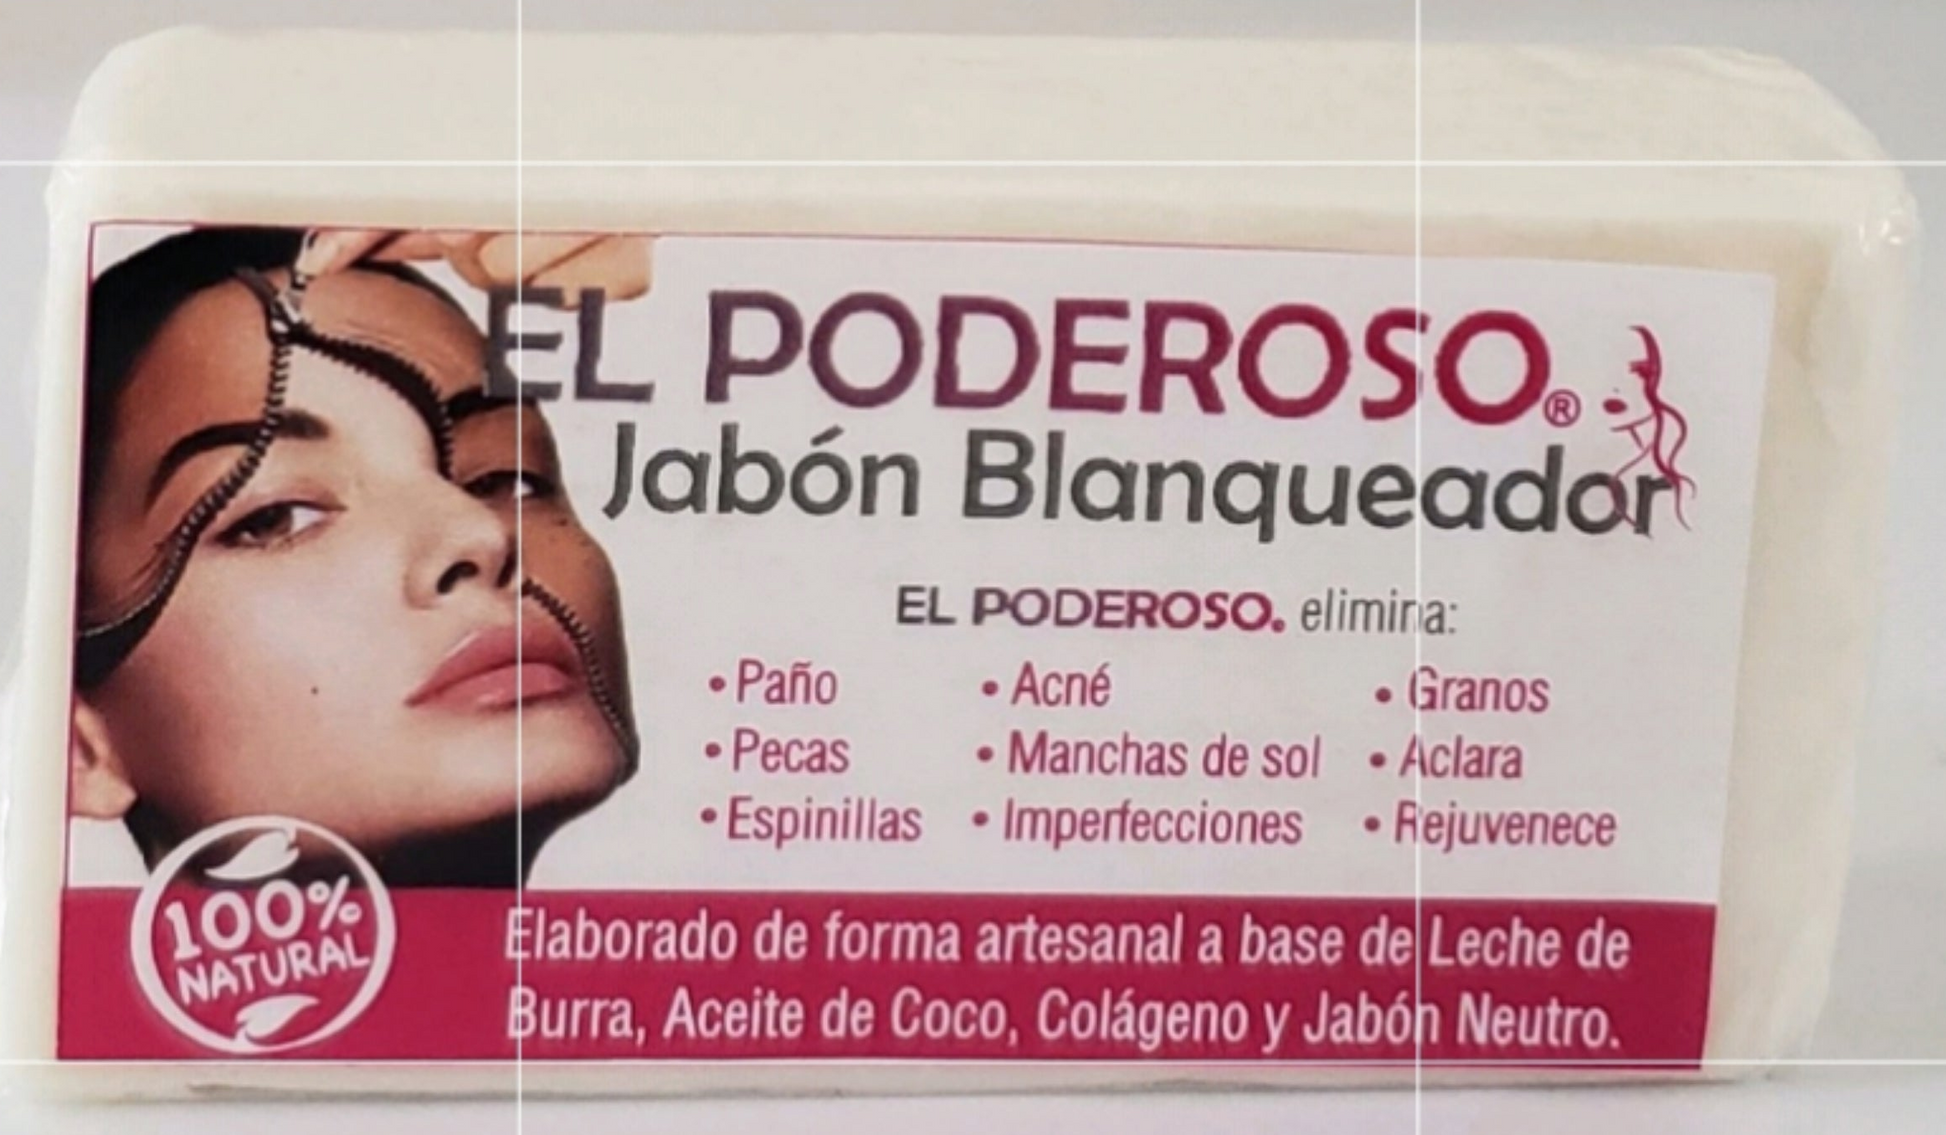 EL PODEROSO®
Jabón Blanqueador
EL PODEROSO® elimina:
• Paño • Acné • Granos
• Pecas • Manchas de sol • Aclara
• Espinillas • Imperfecciones • Rejuvenece
100%
NATURAL
Elaborado de forma artesanal a base de Leche de
Burra, Aceite de Coco, Colágeno y Jabón Neutro.